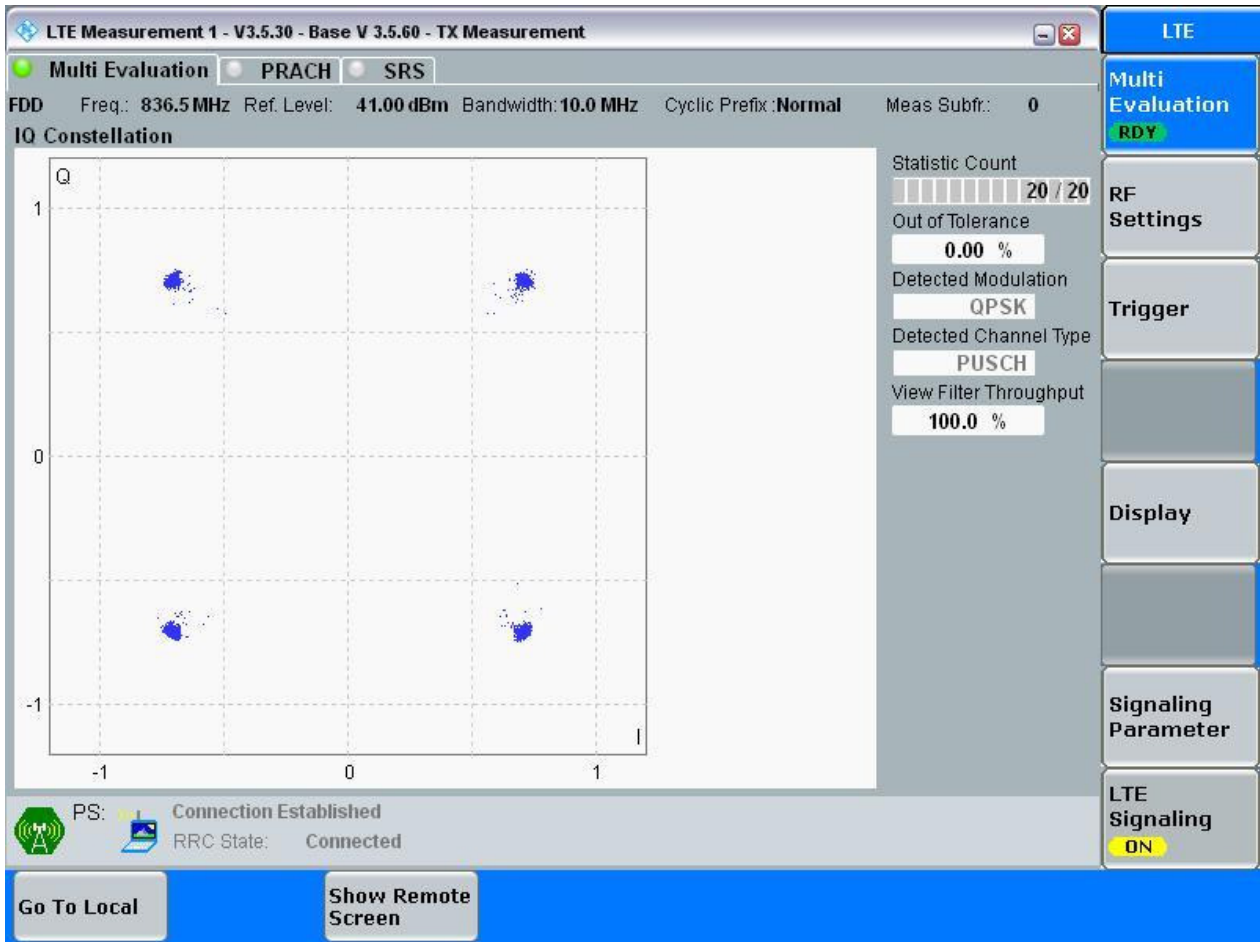 LTE Measurement 1 - V3.5.30 - Base V 3.5.60 - TX Measurement
Multi Evaluation PRACH SRS
FDD Freq.: 836.5 MHz Ref. Level: 41.00 dBm Bandwidth: 10.0 MHz Cyclic Prefix :Normal Meas Subfr.: 0
IQ Constellation
Q
1
0
-1
-1 0 1
I
Statistic Count
20 / 20
Out of Tolerance
0.00 %
Detected Modulation
QPSK
Detected Channel Type
PUSCH
View Filter Throughput
100.0 %
PS: Connection Established
RRC State: Connected
LTE
Multi
Evaluation
RDY
RF
Settings
Trigger
Display
Signaling
Parameter
LTE
Signaling
ON
Go To Local
Show Remote
Screen